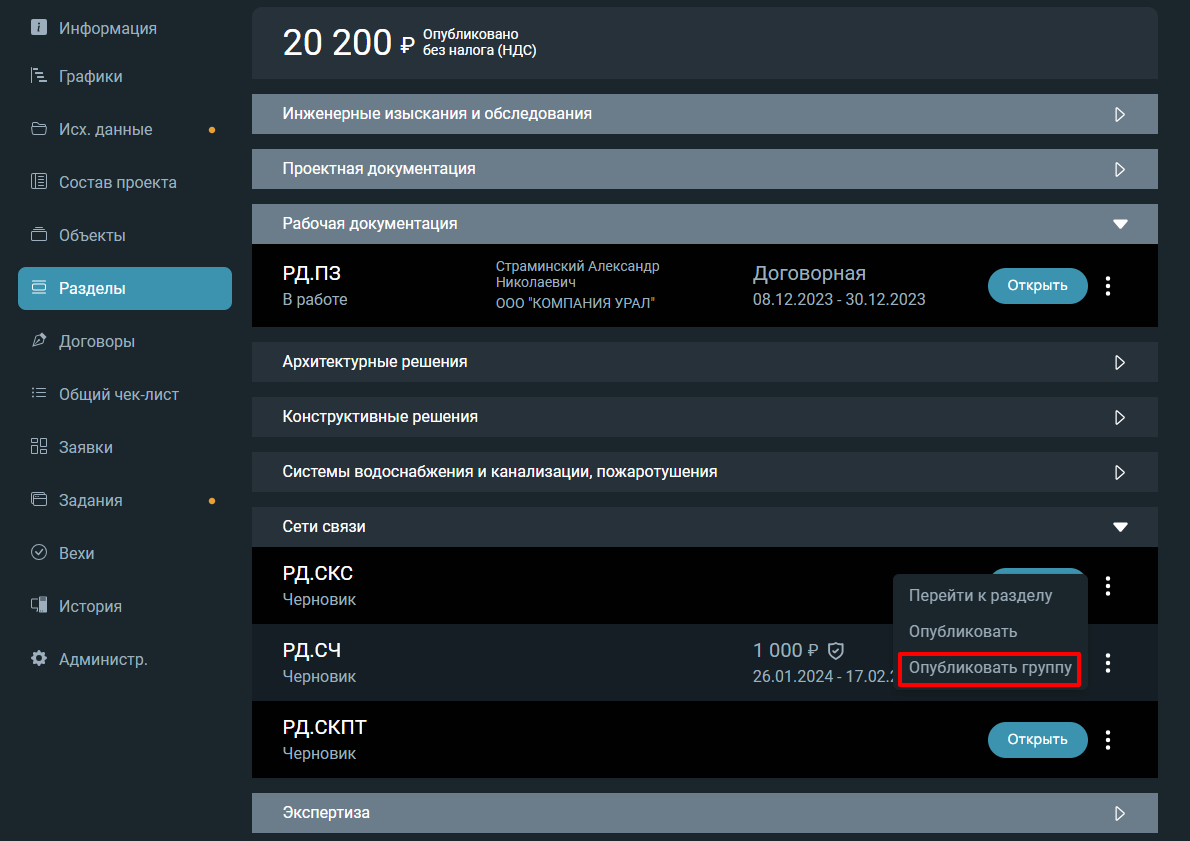 Информация
Графики
Исх. данные
Состав проекта
Объекты
Разделы
Договоры
Общий чек-лист
Заявки
Задания
Вехи
История
Администр.
20 200 ₽
Опубликовано
без налога (НДС)
Инженерные изыскания и обследования
Проектная документация
Рабочая документация
РД.ПЗ
В работе
Страминский Александр
Николаевич
ООО "КОМПАНИЯ УРАЛ"
Договорная
08.12.2023 - 30.12.2023
Открыть
Архитектурные решения
Конструктивные решения
Системы водоснабжения и канализации, пожаротушения
Сети связи
РД.СКС
Черновик
Перейти к разделу
Опубликовать
Опубликовать группу
РД.СЧ
Черновик
1 000 ₽
26.01.2024 - 17.02.
РД.СКПТ
Черновик
Открыть
Экспертиза